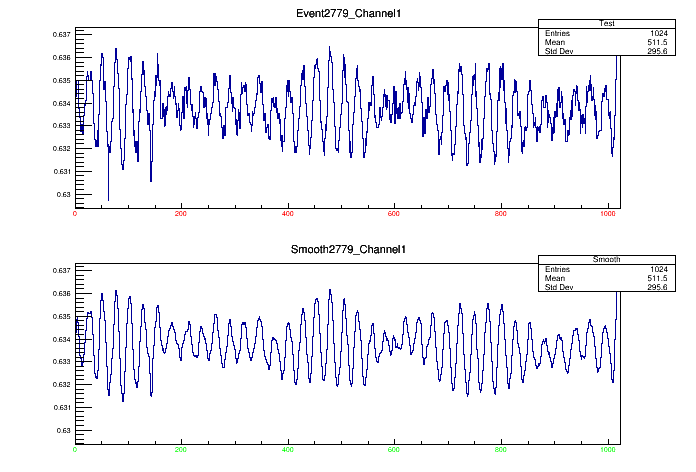 Event2779_Channel1
Test
Entries 1024
Mean 511.5
Std Dev 295.6
0.637
0.636
0.635
0.634
0.633
0.632
0.631
0.63
0 200 400 600 800 1000
Smooth2779_Channel1
Smooth
Entries 1024
Mean 511.5
Std Dev 295.6
0.637
0.636
0.635
0.634
0.633
0.632
0.631
0.63
0 200 400 600 800 1000